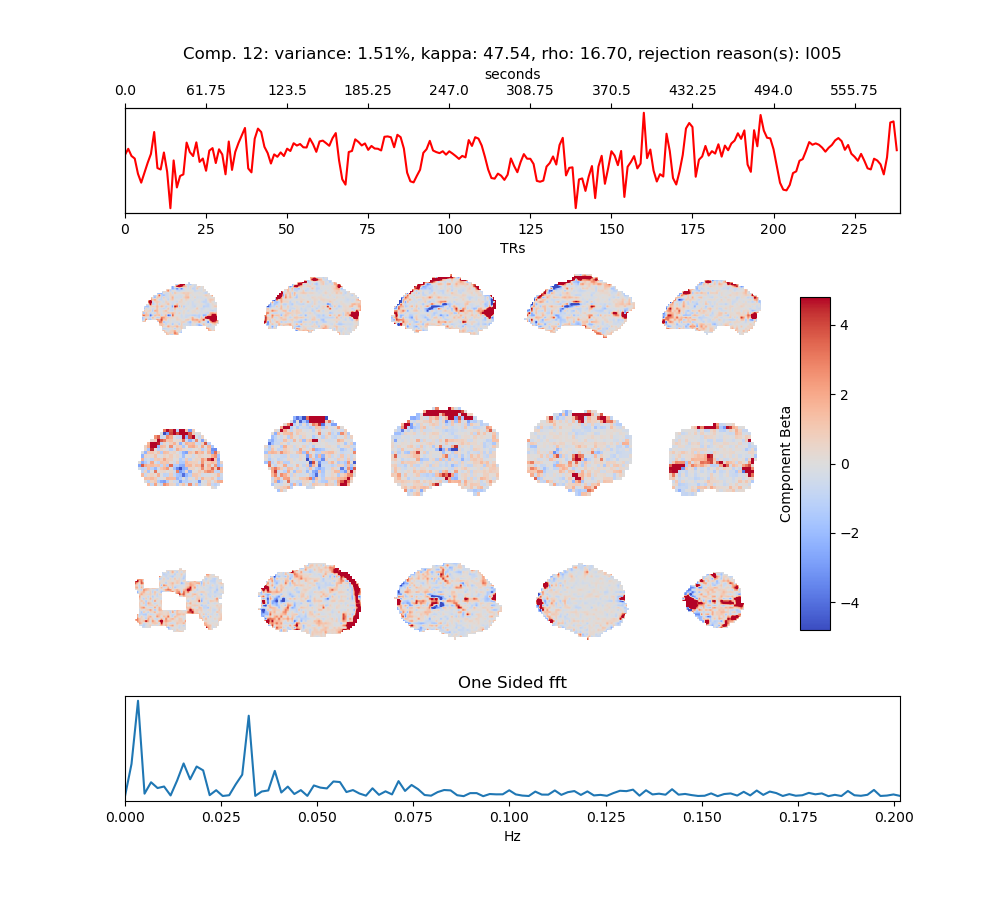 Comp. 12: variance: 1.51%, kappa: 47.54, rho: 16.70, rejection reason(s): I005
seconds
0.0 61.75 123.5 185.25 247.0 308.75 370.5 432.25 494.0 555.75
0 25 50 75 100 125 150 175 200 225
TRs
4
2
0
−2
−4
Component Beta
One Sided fft
0.000 0.025 0.050 0.075 0.100 0.125 0.150 0.175 0.200
Hz